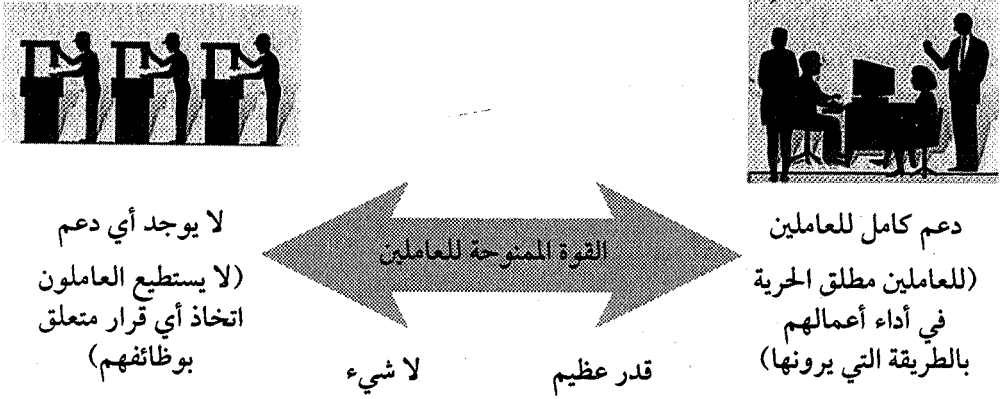 دعم كامل للعاملين
(للعاملين مطلق الحرية
في أداء أعمالهم
بالطريقة التي يرونها)
القوة الممنوحة للعاملين
لا يوجد أي دعم
(لا يستطيع العاملون
اتخاذ أي قرار متعلق
بوظائفهم)
قدر عظيم
لا شيء